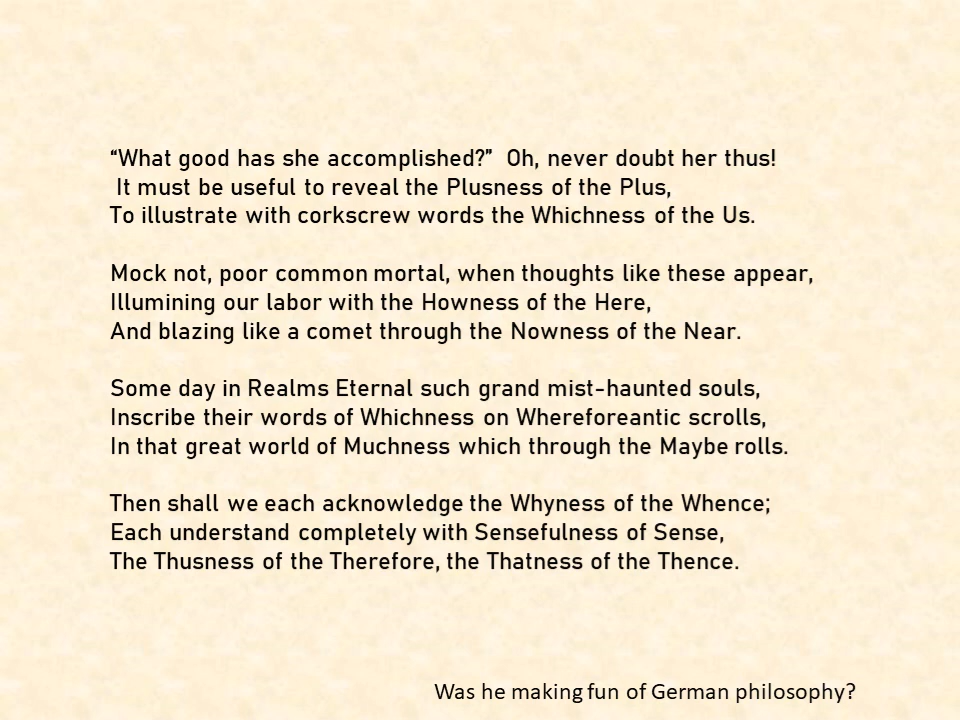 “What good has she accomplished?”  Oh, never doubt her thus!
It must be useful to reveal the Plusness of the Plus,
To illustrate with corkscrew words the Whichness of the Us.
Mock not, poor common mortal, when thoughts like these appear,
Illumining our labor with the Howness of the Here,
And blazing like a comet through the Nowness of the Near.
Some day in Realms Eternal such grand mist-haunted souls,
Inscribe their words of Whichness on Whereforeantic scrolls,
In that great world of Muchness which through the Maybe rolls.
Then shall we each acknowledge the Whyness of the Whence;
Each understand completely with Sensefulness of Sense,
The Thusness of the Therefore, the Thatness of the Thence.
Was he making fun of German philosophy?